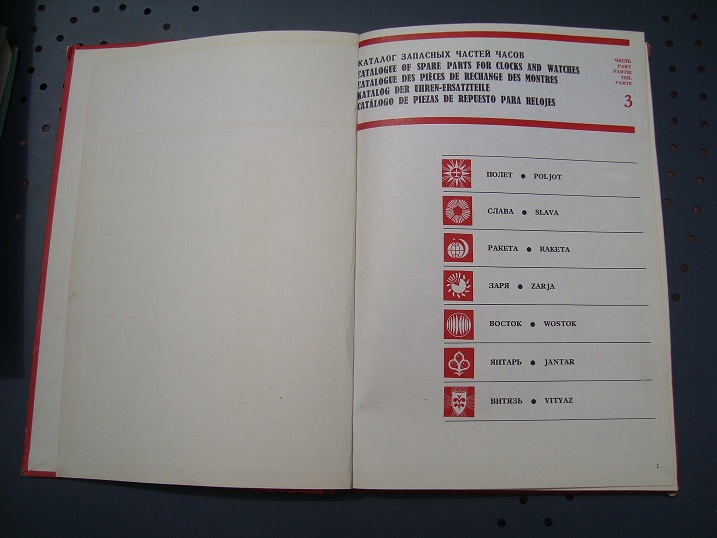 КАТАЛОГ ЗАПАСНЫХ ЧАСТЕЙ ЧАСОВ
CATALOGUE OF SPARE PARTS FOR CLOCKS AND WATCHES
CATALOGUE DES PIÈCES DE RECHANGE DES MONTRES
KATALOG DER UHREN-ERSATZTEILE
CATÁLOGO DE PIEZAS DE REPUESTO PARA RELOJES
ЧАСТЬ
PART
PARTIE
TEIL
PARTE
3
ПОЛЕТ ● POLJOT
СЛАВА ● SLAVA
РАКЕТА ● RAKETA
ЗАРЯ ● ZARJA
ВОСТОК ● WOSTOK
ЯНТАРЬ ● JANTAR
ВИТЯЗЬ ● VITYAZ
1